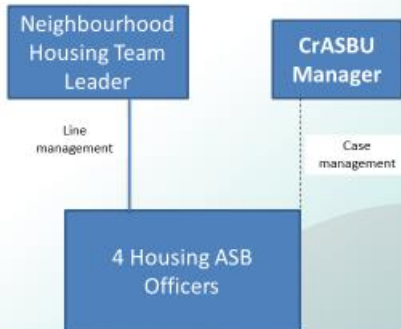 Neighbourhood
Housing Team
Leader
CrASBU
Manager
Line
management
Case
management
4 Housing ASB
Officers